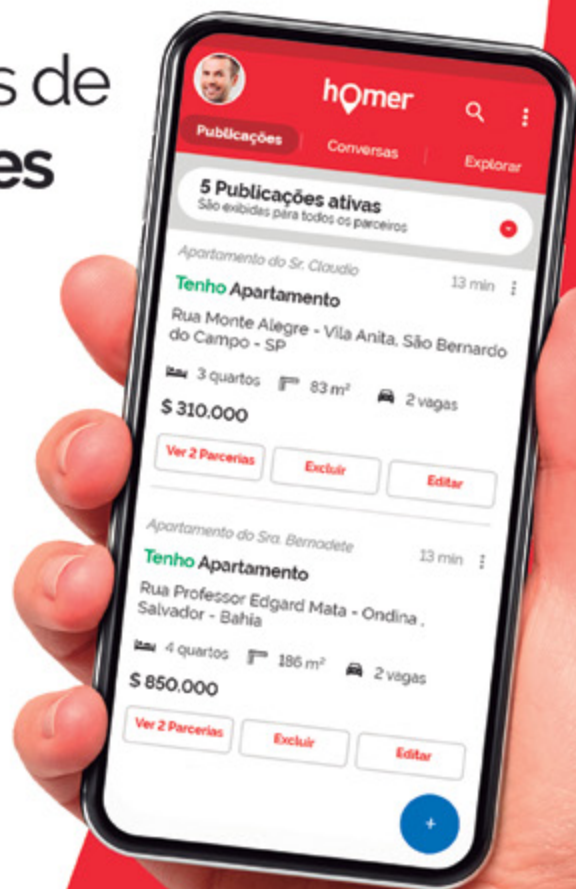 s de
es
homer
Publicações
Conversas
Explorar
5 Publicações ativas
São exibidas para todos os parceiros
Apartamento do Sr. Claudio
13 min
Tenho Apartamento
Rua Monte Alegre - Vila Anita, São Bernardo
do Campo - SP
3 quartos 83 m² 2 vagas
$ 310.000
Ver 2 Parcerias Excluir Editar
Apartamento do Sra. Bernadete
13 min
Tenho Apartamento
Rua Professor Edgard Mata - Ondina ,
Salvador - Bahia
4 quartos 186 m² 2 vagas
$ 850.000
Ver 2 Parcerias Excluir Editar
+